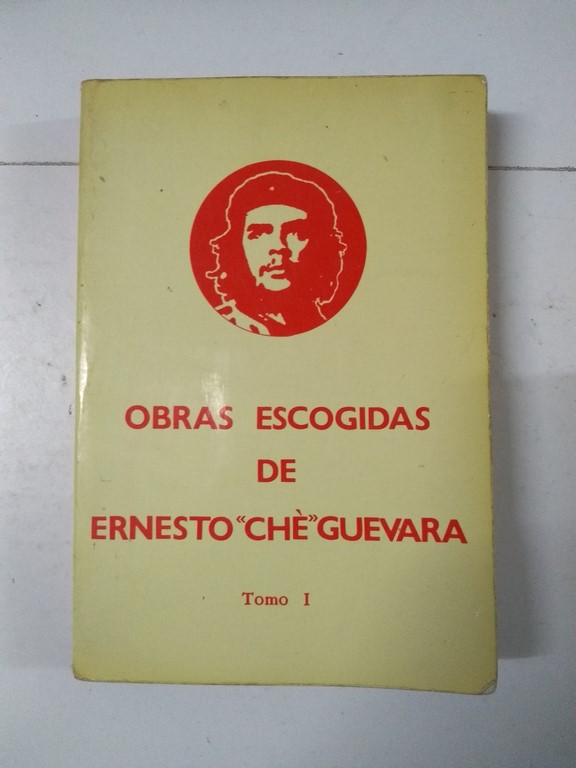 OBRAS ESCOGIDAS
DE
ERNESTO «CHÈ» GUEVARA
Tomo I